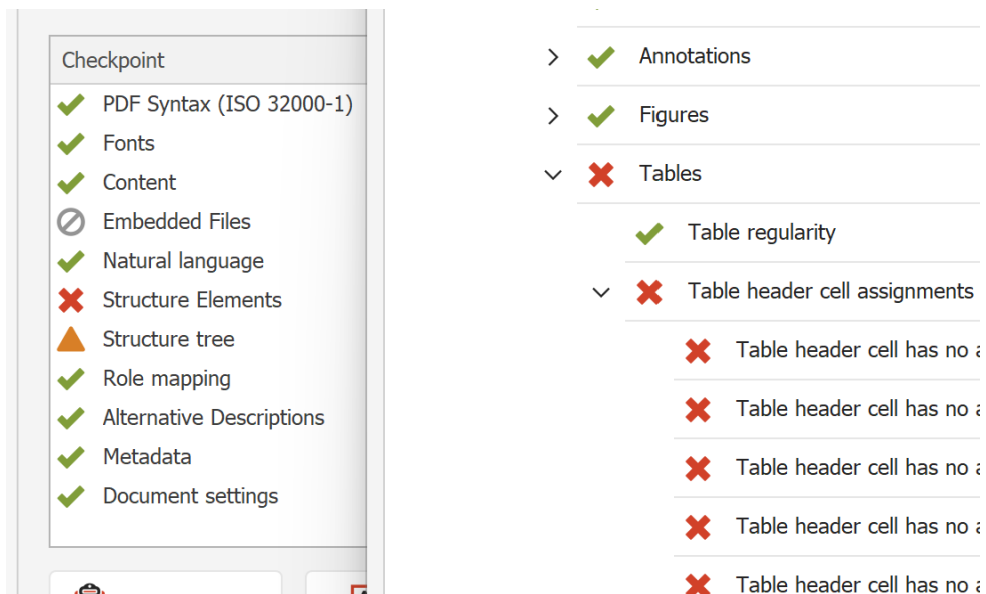 Checkpoint
PDF Syntax (ISO 32000-1)
Fonts
Content
Embedded Files
Natural language
Structure Elements
Structure tree
Role mapping
Alternative Descriptions
Metadata
Document settings
Annotations
Figures
Tables
Table regularity
Table header cell assignments
Table header cell has no
Table header cell has no
Table header cell has no
Table header cell has no
Table header cell has no